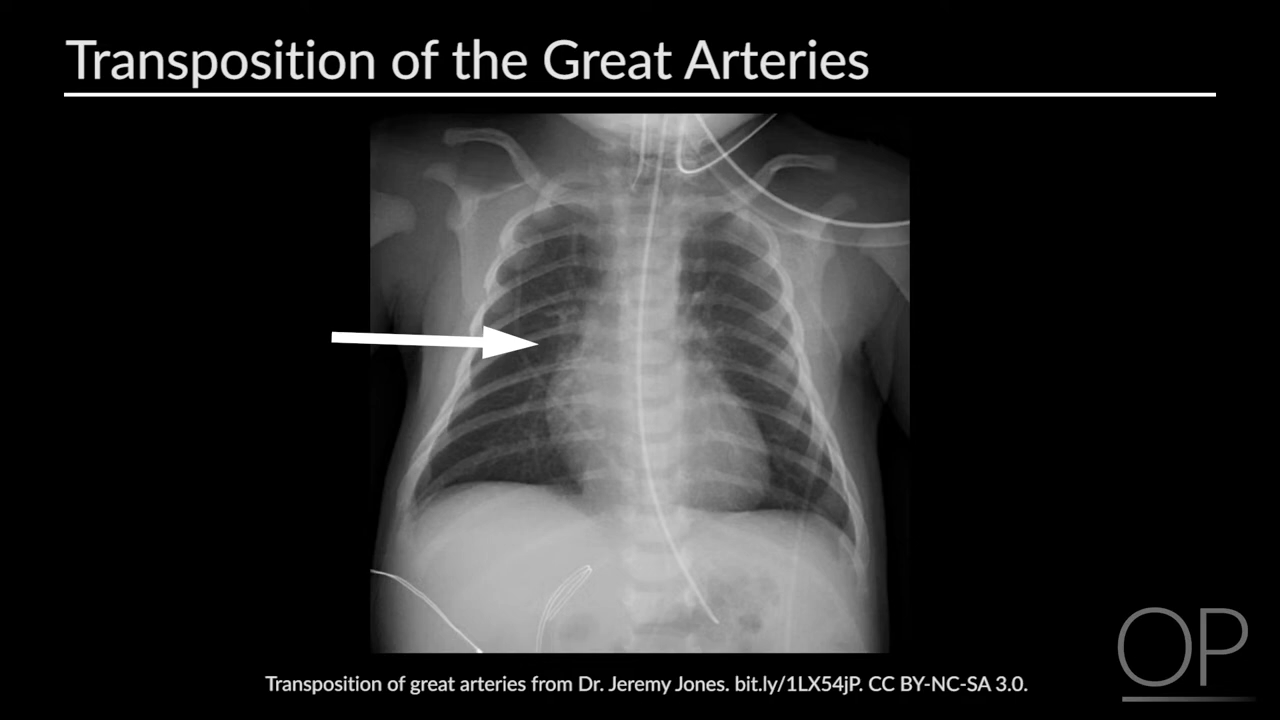 Transposition of the Great Arteries
Transposition of great arteries from Dr. Jeremy Jones. bit.ly/1LX54jP. CC BY-NC-SA 3.0.
OP